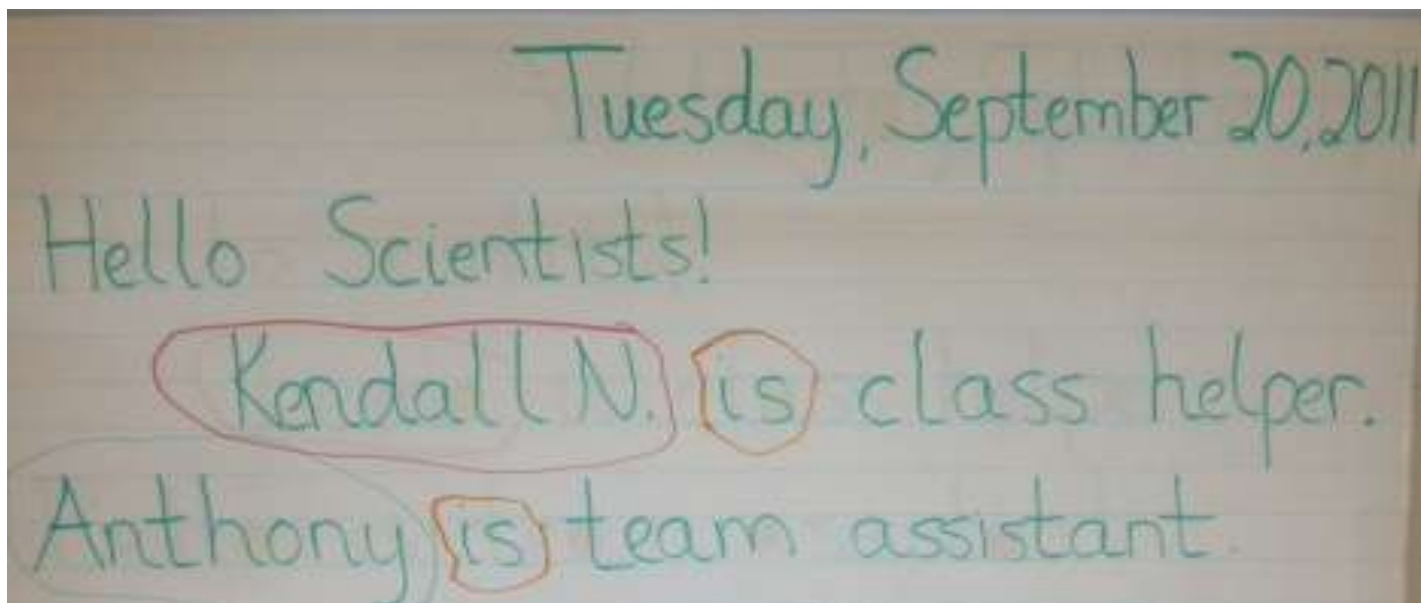 Tuesday, September 20, 2011
Hello Scientists!
Kendall N. is class helper.
Anthony is team assistant.